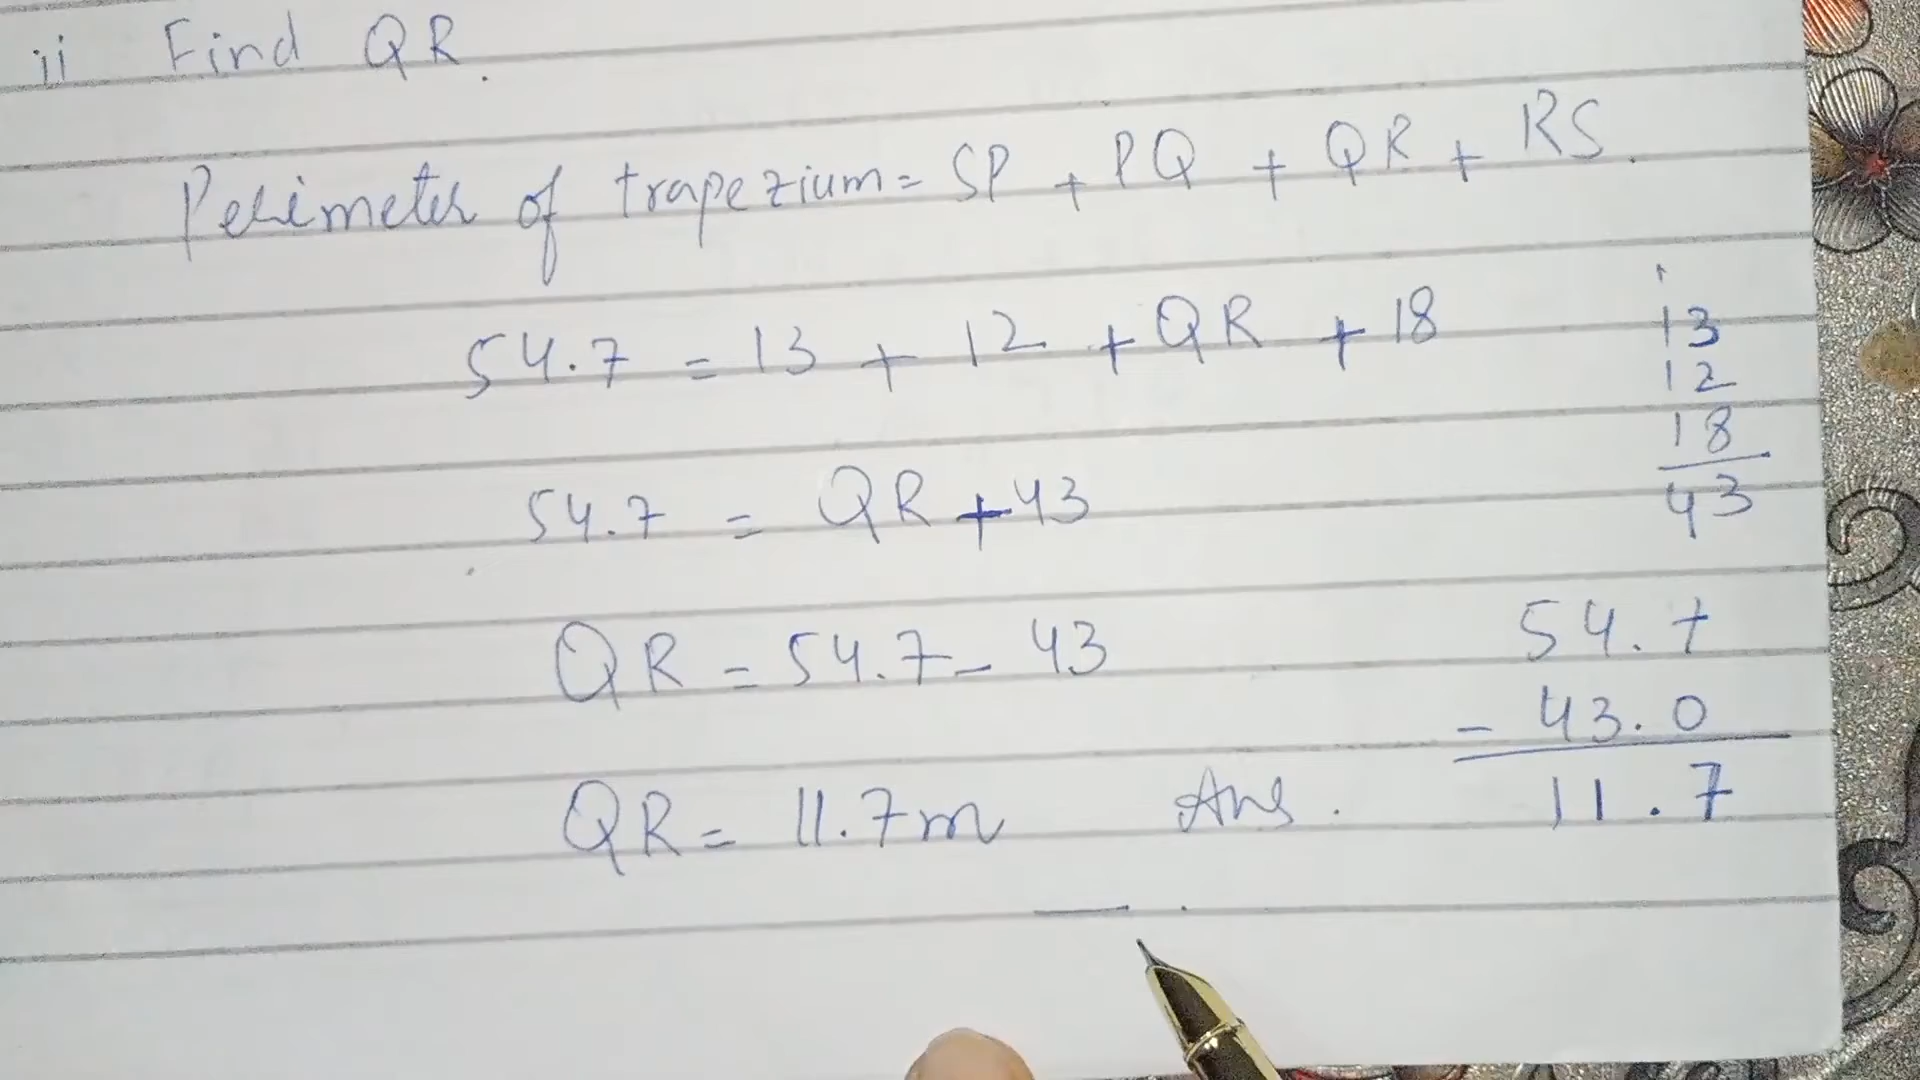 ii Find QR.
Perimeter of trapezium = SP + PQ + QR + RS.
54.7 = 13 + 12 + QR + 18
1
13
12
18
43
54.7 = QR + 43
QR = 54.7 - 43
54.7
- 43.0
11.7
QR = 11.7m Ans.